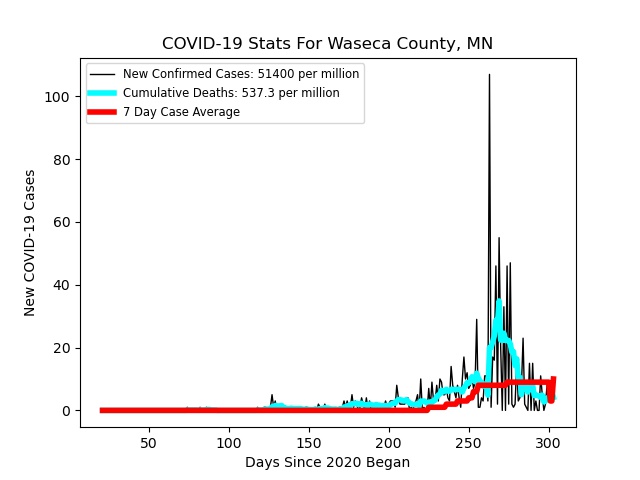 COVID-19 Stats For Waseca County, MN
New Confirmed Cases: 51400 per million
Cumulative Deaths: 537.3 per million
7 Day Case Average
New COVID-19 Cases
100
80
60
40
20
0
50 100 150 200 250 300
Days Since 2020 Began